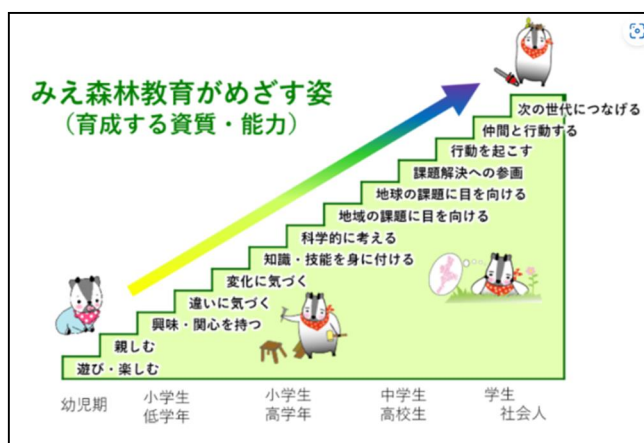 みえ森林教育がめざす姿
（育成する資質・能力）
次の世代につなげる
仲間と行動する
行動を起こす
課題解決への参画
地球の課題に目を向ける
地域の課題に目を向ける
科学的に考える
知識・技能を身に付ける
変化に気づく
違いに気づく
興味・関心を持つ
親しむ
遊び・楽しむ
幼児期
小学生
低学年
小学生
高学年
中学生
高校生
学生
社会人